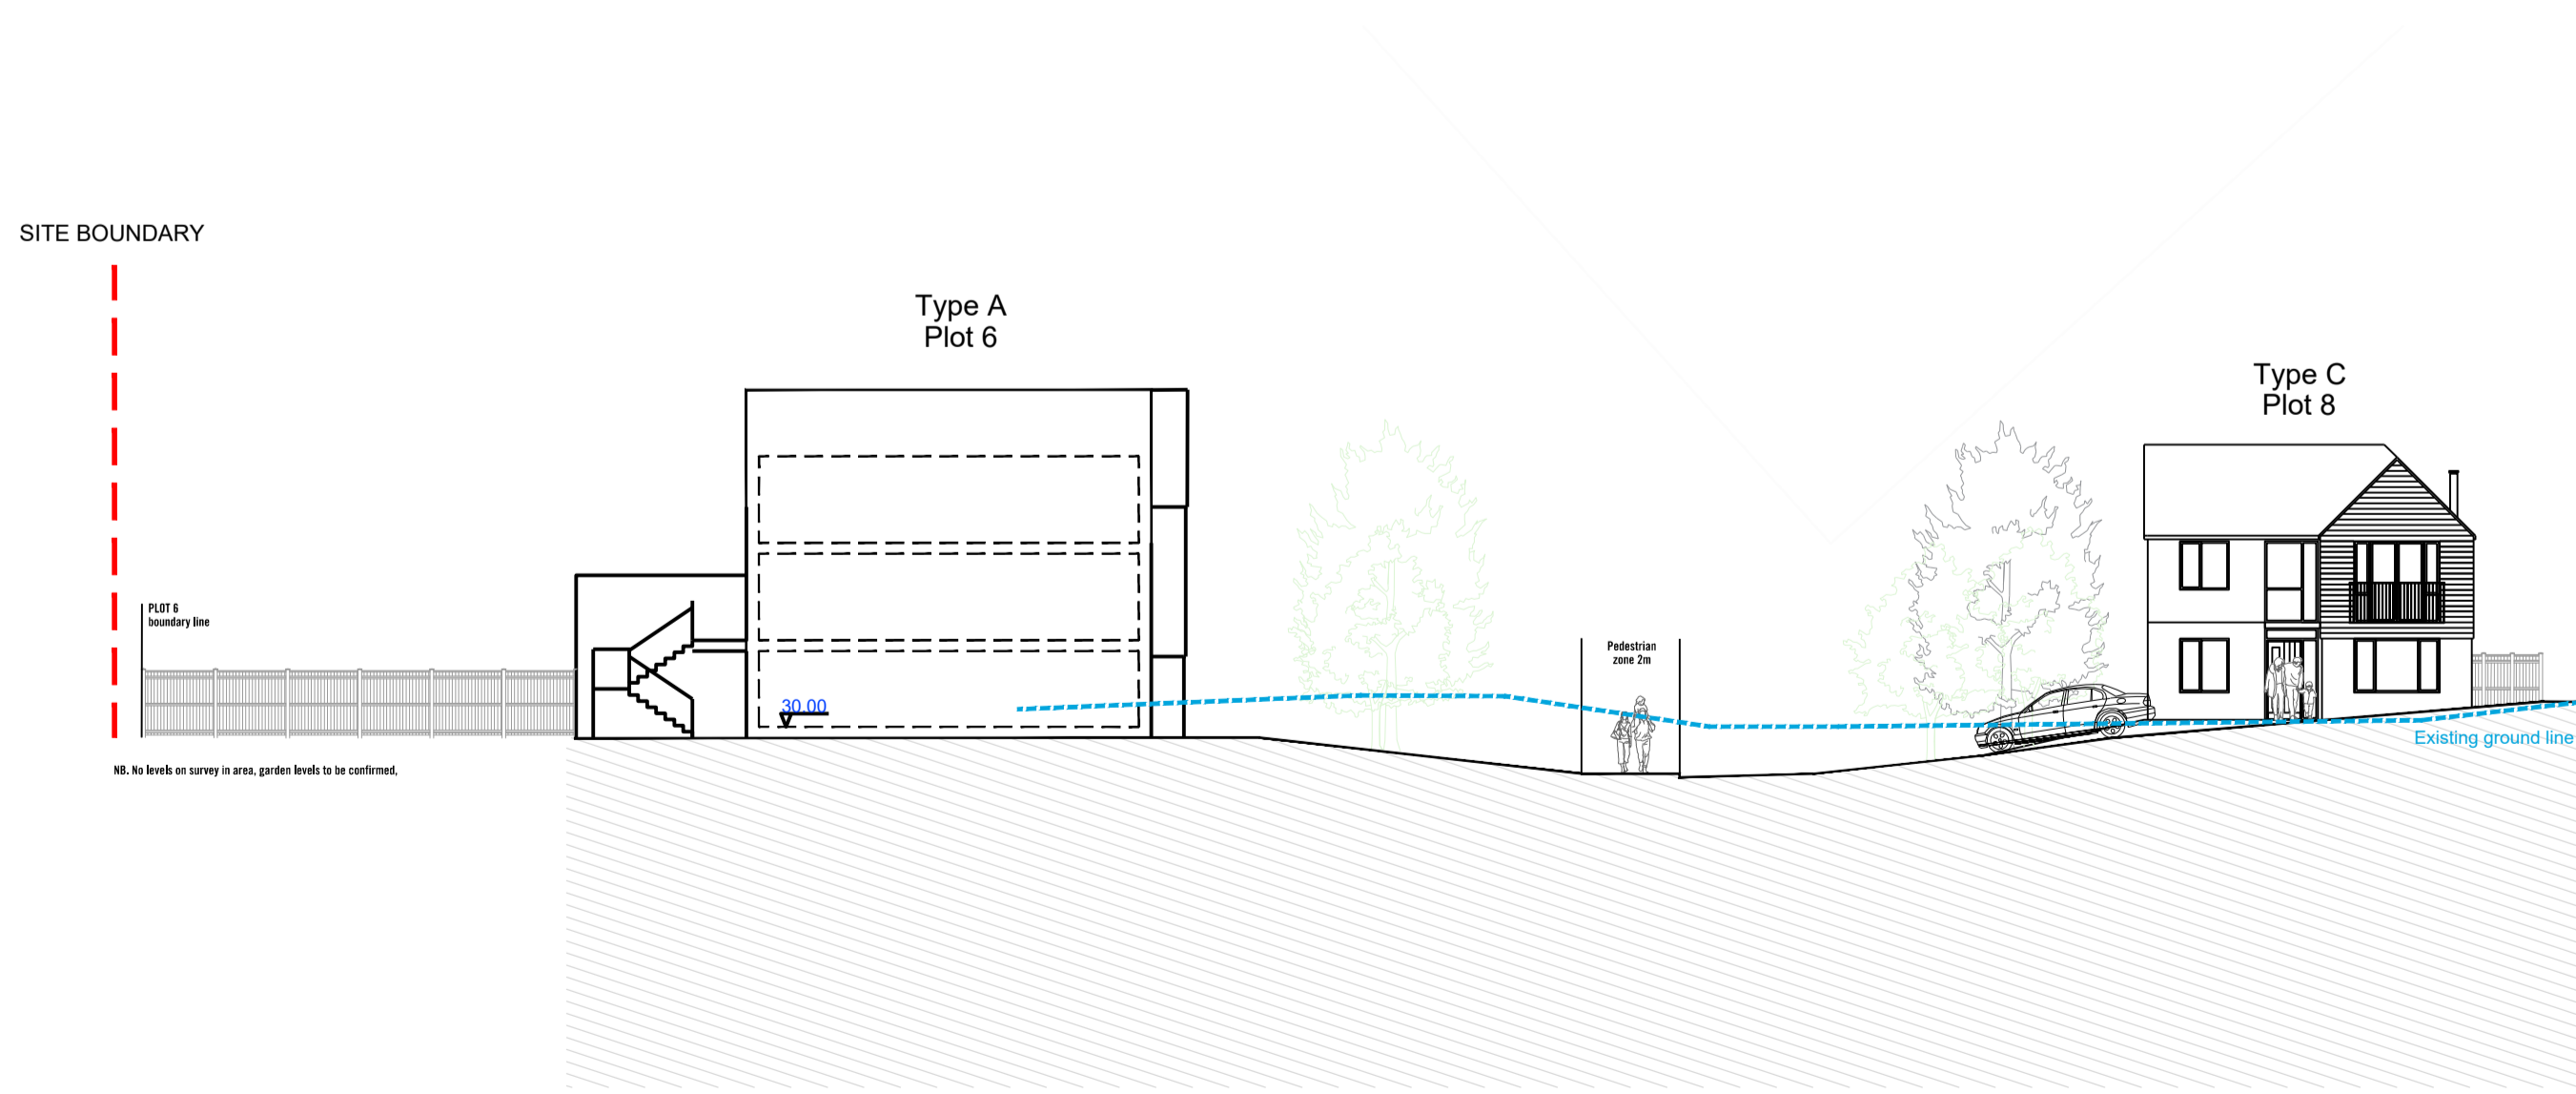 SITE BOUNDARY
Type A
Plot 6
Type C
Plot 8
PLOT 6
boundary line
Pedestrian
zone 2m
30.00
Existing ground line
NB. No levels on survey in area, garden levels to be confirmed,